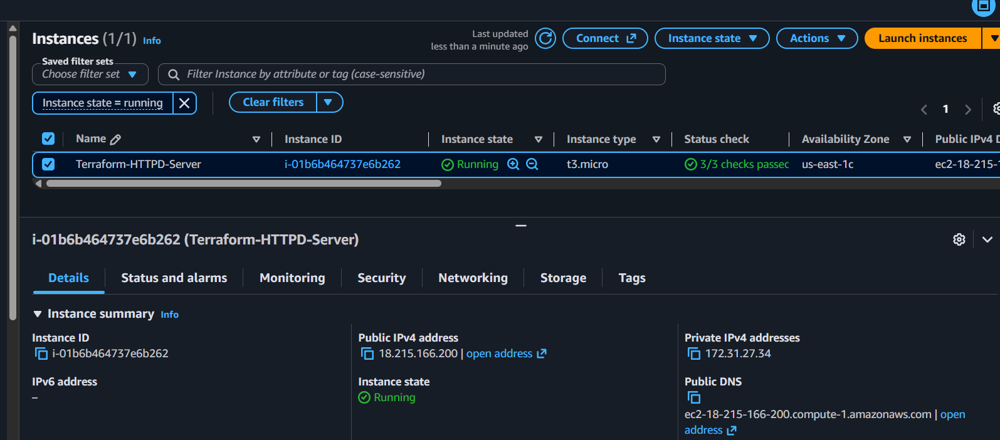 Instances (1/1) Info
Last updated
less than a minute ago
Connect
Instance state
Actions
Launch instances
Saved filter sets
Choose filter set
Filter Instance by attribute or tag (case-sensitive)
Instance state = running
Clear filters
1
Name Instance ID Instance state Instance type Status check Availability Zone Public IPv4 D
Terraform-HTTPD-Server i-01b6b464737e6b262 Running t3.micro 3/3 checks passec us-east-1c ec2-18-215-1
i-01b6b464737e6b262 (Terraform-HTTPD-Server)
Details Status and alarms Monitoring Security Networking Storage Tags
Instance summary Info
Instance ID
i-01b6b464737e6b262
Public IPv4 address
18.215.166.200 | open address
Private IPv4 addresses
172.31.27.34
IPv6 address
–
Instance state
Running
Public DNS
ec2-18-215-166-200.compute-1.amazonaws.com | open
address